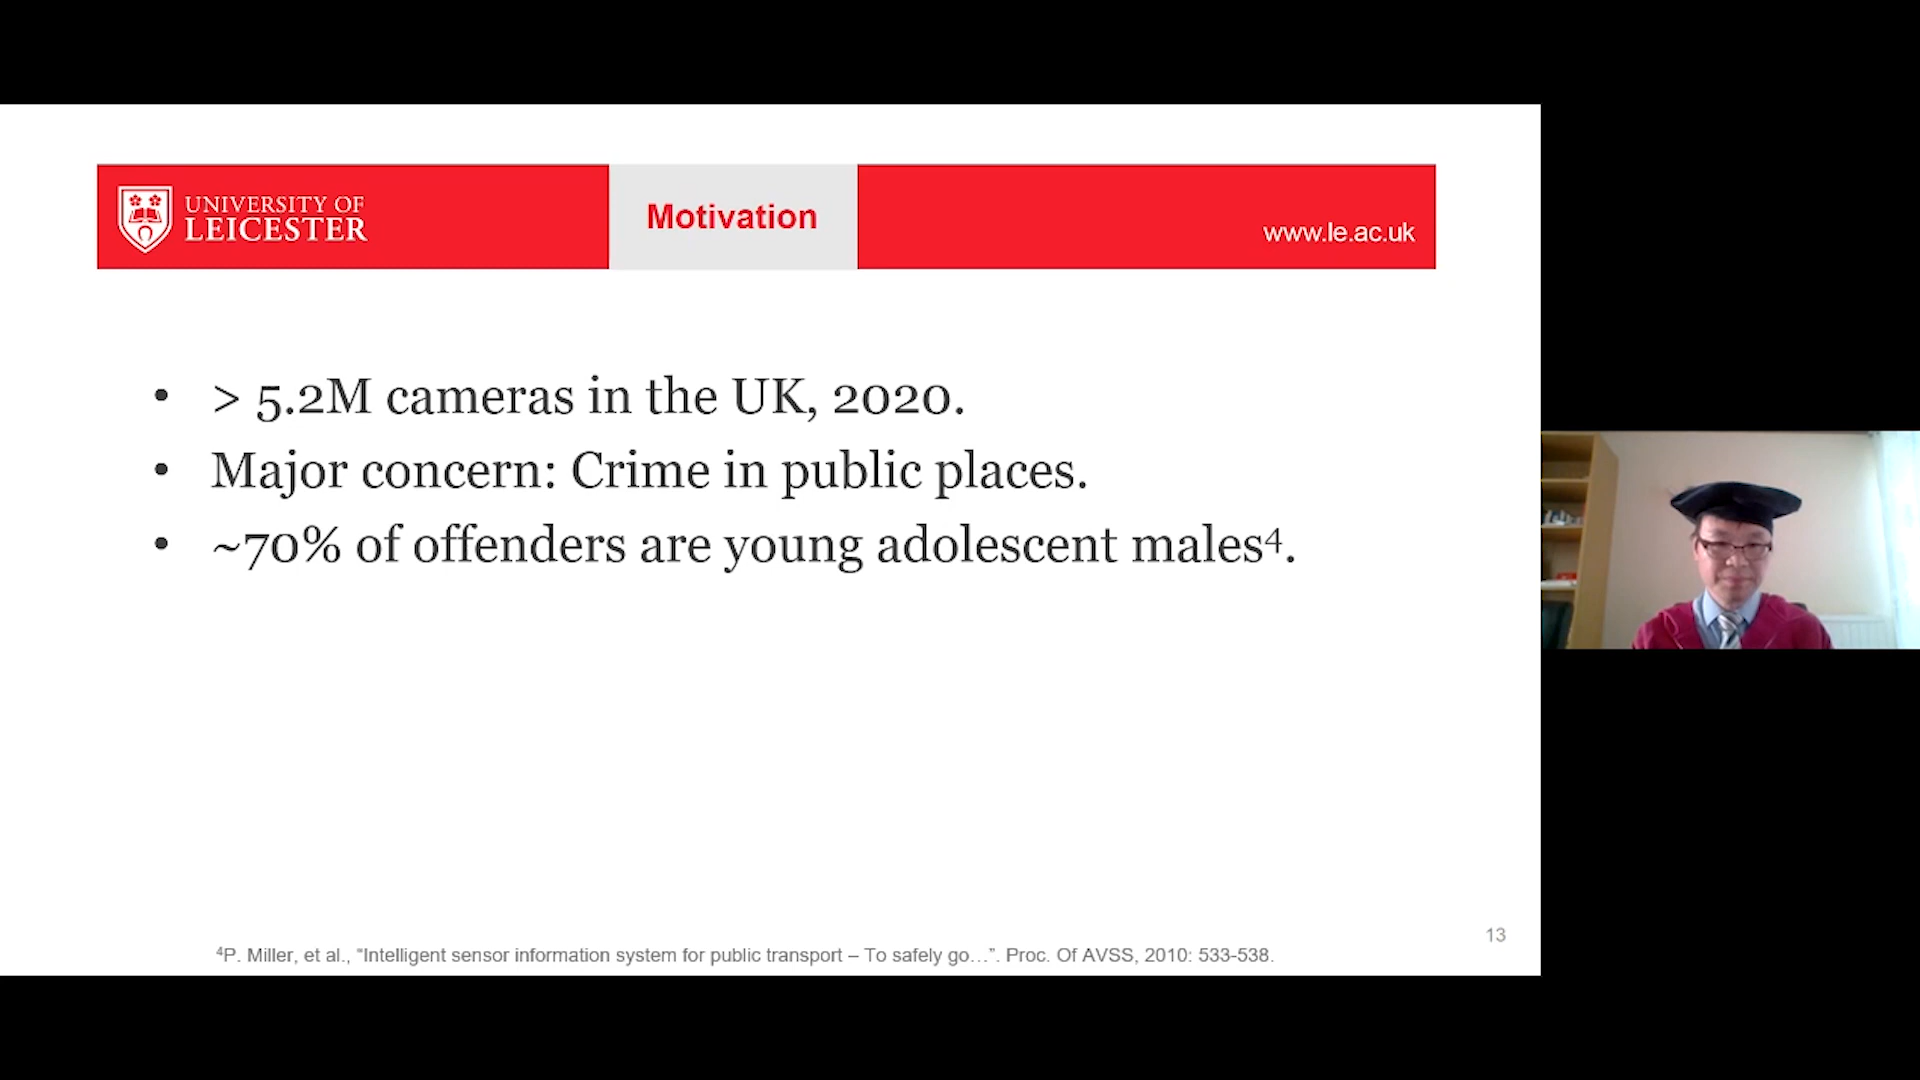 UNIVERSITY OF
LEICESTER
Motivation
www.le.ac.uk
• > 5.2M cameras in the UK, 2020.
• Major concern: Crime in public places.
• ~70% of offenders are young adolescent males⁴.
13
⁴P. Miller, et al., “Intelligent sensor information system for public transport – To safely go…”. Proc. Of AVSS, 2010: 533-538.